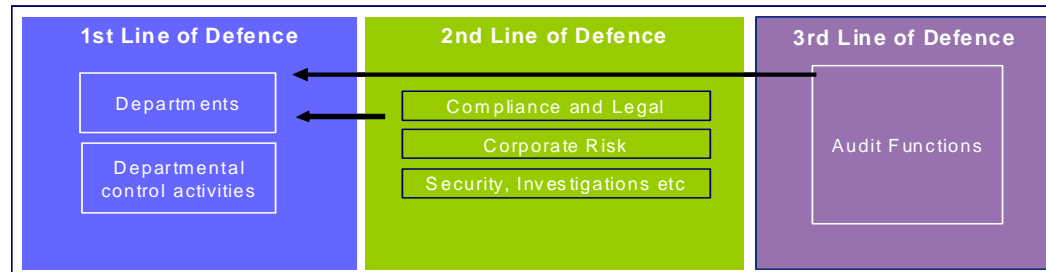 1st Line of Defence
2nd Line of Defence
3rd Line of Defence
Departments
Departmental
control activities
Compliance and Legal
Corporate Risk
Security, Investigations etc
Audit Functions